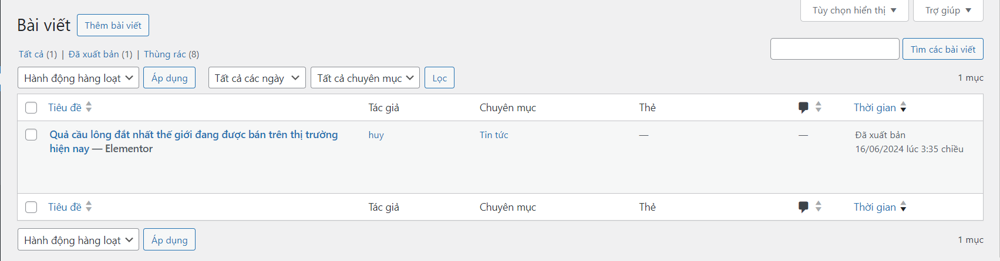 Tùy chọn hiển thị
Trợ giúp
Bài viết
Thêm bài viết
Tất cả (1) | Đã xuất bản (1) | Thùng rác (8)
Tìm các bài viết
Hành động hàng loạt
Áp dụng
Tất cả các ngày
Tất cả chuyên mục
Lọc
1 mục
Tiêu đề
Tác giả
Chuyên mục
Thẻ
Thời gian
Quả cầu lông đắt nhất thế giới đang được bán trên thị trường
hiện nay — Elementor
huy
Tin tức
—
—
Đã xuất bản
16/06/2024 lúc 3:35 chiều
Tiêu đề
Tác giả
Chuyên mục
Thẻ
Thời gian
Hành động hàng loạt
Áp dụng
1 mục